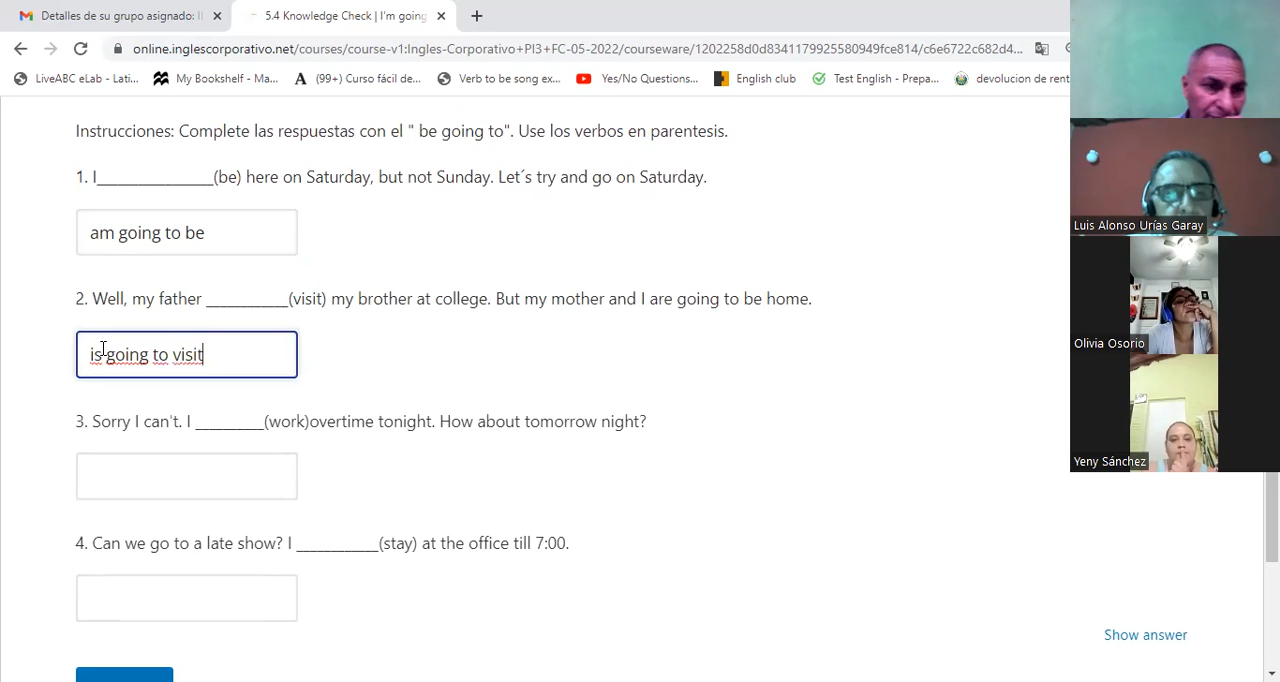 Detalles de su grupo asignado: II
5.4 Knowledge Check | I'm going
online.inglescorporativo.net/courses/course-v1:Ingles-Corporativo+PI3+FC-05-2022/courseware/1202258d0d8341179925580949fce814/c6e6722c682d4...
LiveABC eLab - Lati...
My Bookshelf - Ma...
(99+) Curso fácil de...
Verb to be song ex...
Yes/No Questions...
English club
Test English - Prepa...
devolucion de rent
Instrucciones: Complete las respuestas con el " be going to". Use los verbos en parentesis.
1. I________________(be) here on Saturday, but not Sunday. Let´s try and go on Saturday.
am going to be
2. Well, my father ___________(visit) my brother at college. But my mother and I are going to be home.
is going to visit
3. Sorry I can't. I _________(work)overtime tonight. How about tomorrow night?
4. Can we go to a late show? I ___________(stay) at the office till 7:00.
Show answer
Luis Alonso Urías Garay
Olivia Osorio
Yeny Sánchez